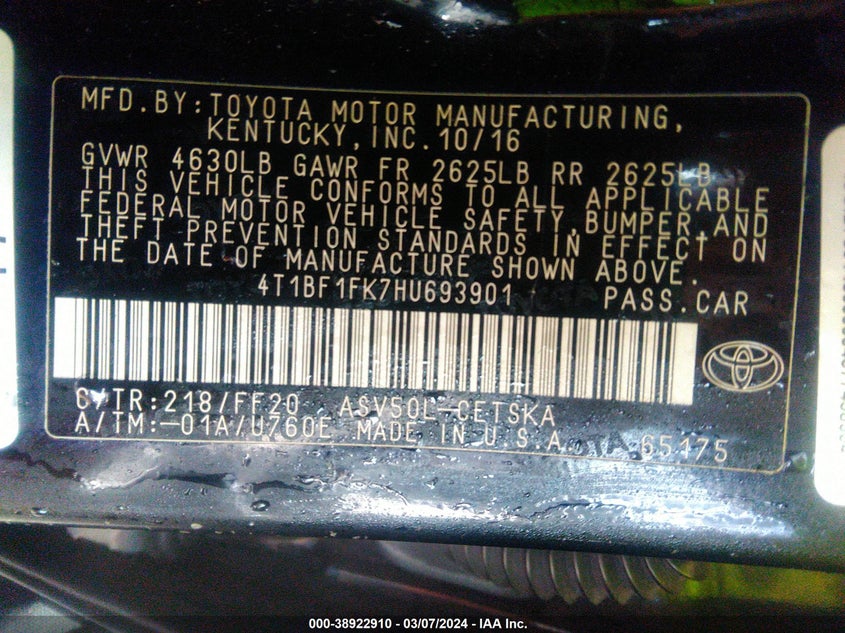 MFD.BY:TOYOTA MOTOR MANUFACTURING,
KENTUCKY,INC.10/16
GVWR 4630LB GAWR FR 2625LB RR 2625LB
THIS VEHICLE CONFORMS TO ALL APPLICABLE
FEDERAL MOTOR VEHICLE SAFETY,BUMPER,AND
THEFT PREVENTION STANDARDS IN EFFECT ON
THE DATE OF MANUFACTURE SHOWN ABOVE.
4T1BF1FK7HU693901 PASS.CAR
C/TR:218/FF20 ASV50L-CETSKA
A/TM:-01A/U760E MADE IN U.S.A. 65175
000-38922910 - 03/07/2024 - IAA Inc.